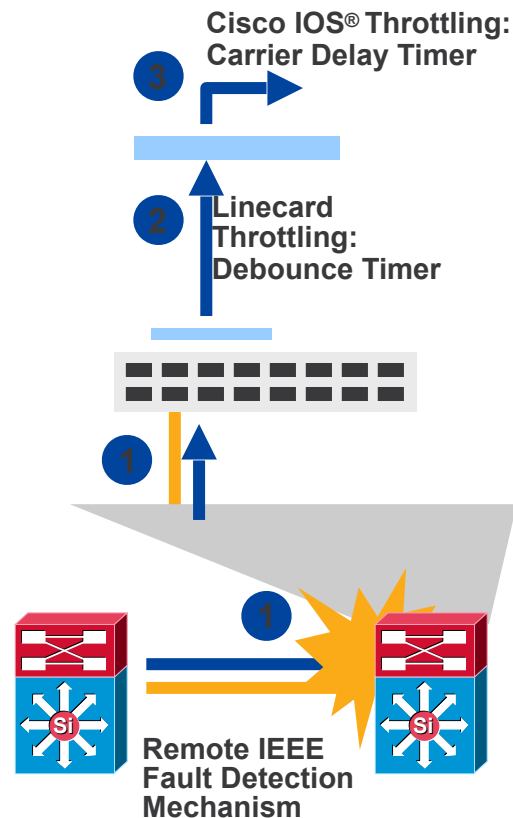 Cisco IOS® Throttling:
Carrier Delay Timer
3
2
Linecard
Throttling:
Debounce Timer
1
1
Si
Si
Remote IEEE
Fault Detection
Mechanism